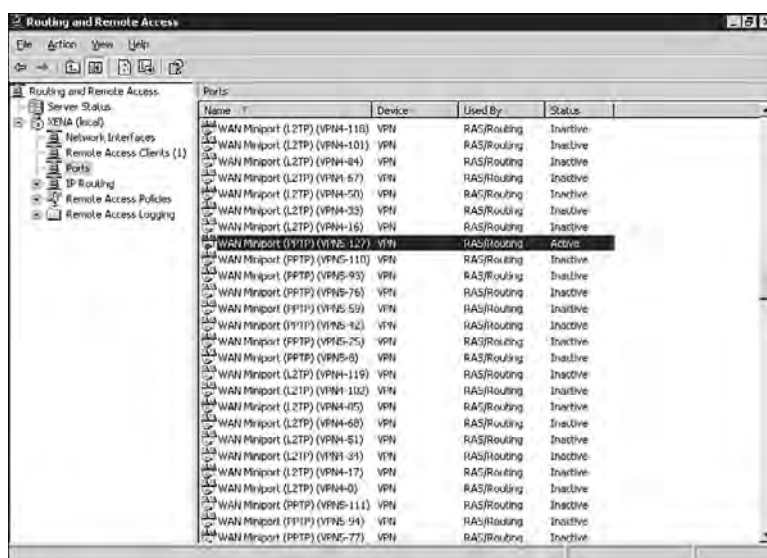 Routing and Remote Access
File Action View Help
Routing and Remote Access
Server Status
XENA (local)
Network Interfaces
Remote Access Clients (1)
Ports
IP Routing
Remote Access Policies
Remote Access Logging
Ports
Name Device Used By Status
WAN Miniport (L2TP) (VPN4-118) VPN RAS/Routing Inactive
WAN Miniport (L2TP) (VPN4-101) VPN RAS/Routing Inactive
WAN Miniport (L2TP) (VPN4-84) VPN RAS/Routing Inactive
WAN Miniport (L2TP) (VPN4-67) VPN RAS/Routing Inactive
WAN Miniport (L2TP) (VPN4-50) VPN RAS/Routing Inactive
WAN Miniport (L2TP) (VPN4-33) VPN RAS/Routing Inactive
WAN Miniport (L2TP) (VPN4-16) VPN RAS/Routing Inactive
WAN Miniport (PPTP) (VPN5-127) VPN RAS/Routing Active
WAN Miniport (PPTP) (VPN5-110) VPN RAS/Routing Inactive
WAN Miniport (PPTP) (VPN5-93) VPN RAS/Routing Inactive
WAN Miniport (PPTP) (VPN5-76) VPN RAS/Routing Inactive
WAN Miniport (PPTP) (VPN5-59) VPN RAS/Routing Inactive
WAN Miniport (PPTP) (VPN5-42) VPN RAS/Routing Inactive
WAN Miniport (PPTP) (VPN5-25) VPN RAS/Routing Inactive
WAN Miniport (PPTP) (VPN5-8) VPN RAS/Routing Inactive
WAN Miniport (L2TP) (VPN4-119) VPN RAS/Routing Inactive
WAN Miniport (L2TP) (VPN4-102) VPN RAS/Routing Inactive
WAN Miniport (L2TP) (VPN4-85) VPN RAS/Routing Inactive
WAN Miniport (L2TP) (VPN4-68) VPN RAS/Routing Inactive
WAN Miniport (L2TP) (VPN4-51) VPN RAS/Routing Inactive
WAN Miniport (L2TP) (VPN4-34) VPN RAS/Routing Inactive
WAN Miniport (L2TP) (VPN4-17) VPN RAS/Routing Inactive
WAN Miniport (L2TP) (VPN4-0) VPN RAS/Routing Inactive
WAN Miniport (PPTP) (VPN5-111) VPN RAS/Routing Inactive
WAN Miniport (PPTP) (VPN5-94) VPN RAS/Routing Inactive
WAN Miniport (PPTP) (VPN5-77) VPN RAS/Routing Inactive